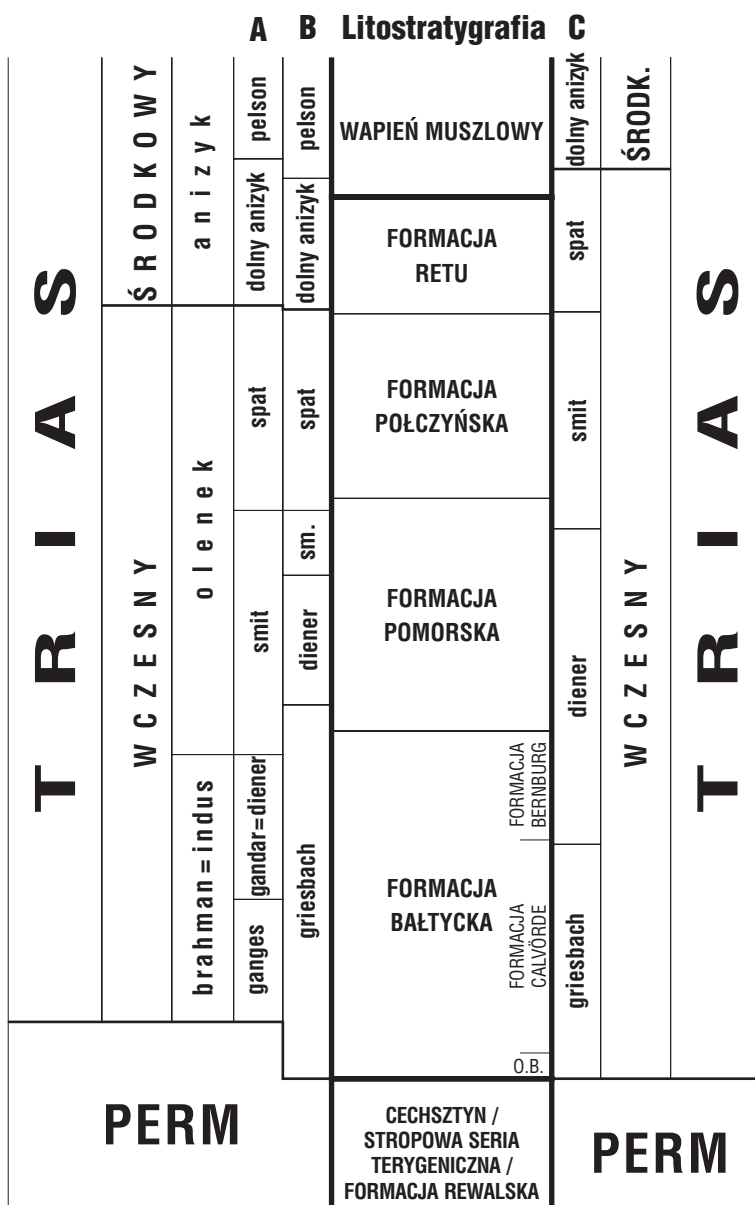 A B Litostratygrafia C
TRIAS
ŚRODKOWY
WCZESNY
anizyk
olenek
brahman=indus
pelson
dolny anizyk
spat
smit
gandar=diener
ganges
pelson
dolny anizyk
spat
sm.
diener
griesbach
WAPIEŃ MUSZLOWY
FORMACJA
RETU
FORMACJA
POŁCZYŃSKA
FORMACJA
POMORSKA
FORMACJA
BAŁTYCKA
FORMACJA
BERNBURG
FORMACJA
CALVÖRDE
O.B.
dolny anizyk
spat
smit
diener
griesbach
ŚRODK.
WCZESNY
TRIAS
PERM
CECHSZTYN /
STROPOWA SERIA
TERYGENICZNA /
FORMACJA REWALSKA
PERM